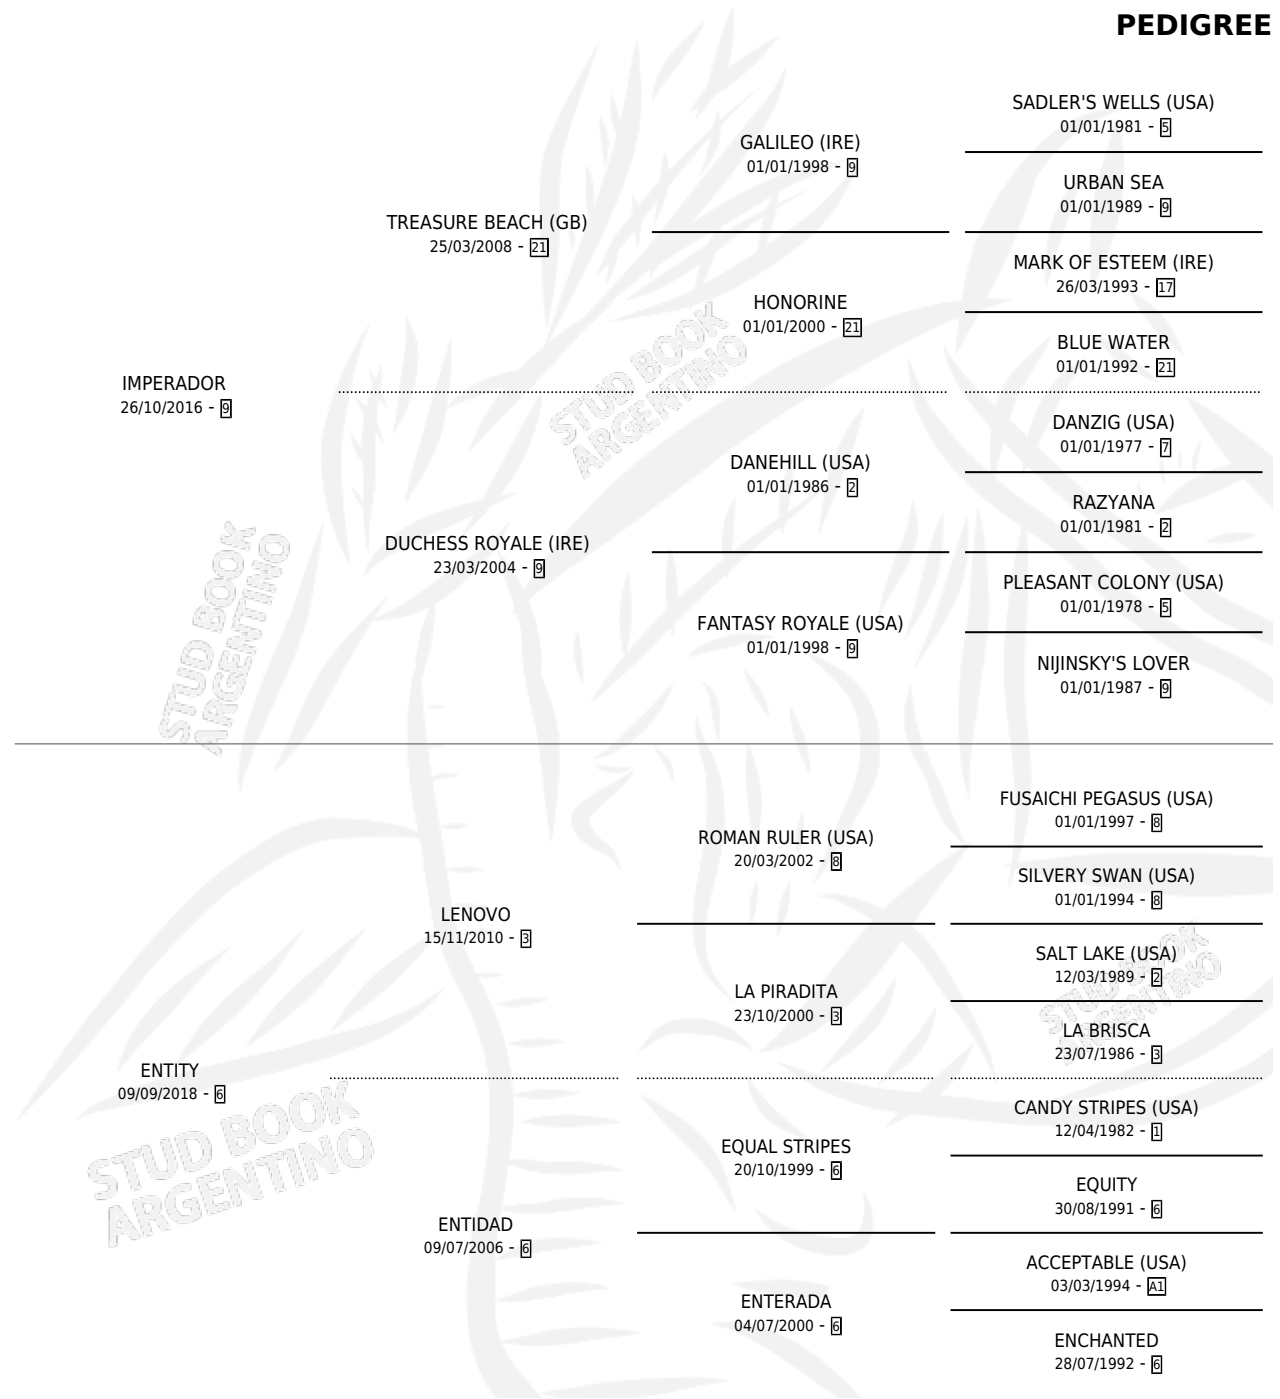 PEDIGREE
SADLER'S WELLS (USA)
01/01/1981 - 5
GALILEO (IRE)
01/01/1998 - 9
URBAN SEA
01/01/1989 - 9
TREASURE BEACH (GB)
25/03/2008 - 21
MARK OF ESTEEM (IRE)
26/03/1993 - 17
HONORINE
01/01/2000 - 21
BLUE WATER
01/01/1992 - 21
IMPERADOR
26/10/2016 - 9
DANZIG (USA)
01/01/1977 - 7
DANEHILL (USA)
01/01/1986 - 2
RAZYANA
01/01/1981 - 2
DUCHESS ROYALE (IRE)
23/03/2004 - 9
PLEASANT COLONY (USA)
01/01/1978 - 5
FANTASY ROYALE (USA)
01/01/1998 - 9
NIJINSKY'S LOVER
01/01/1987 - 9
FUSAICHI PEGASUS (USA)
01/01/1997 - 8
ROMAN RULER (USA)
20/03/2002 - 8
SILVERY SWAN (USA)
01/01/1994 - 8
LENOVO
15/11/2010 - 3
SALT LAKE (USA)
12/03/1989 - 2
LA PIRADITA
23/10/2000 - 3
LA BRISCA
23/07/1986 - 3
ENTITY
09/09/2018 - 6
CANDY STRIPES (USA)
12/04/1982 - 1
EQUAL STRIPES
20/10/1999 - 6
EQUITY
30/08/1991 - 6
ENTIDAD
09/07/2006 - 6
ACCEPTABLE (USA)
03/03/1994 - A1
ENTERADA
04/07/2000 - 6
ENCHANTED
28/07/1992 - 6
STUD BOOK
ARGENTINO
STUD BOOK
ARGENTINO
STUD BOOK
ARGENTINO
STUD BOOK
ARGENTINO